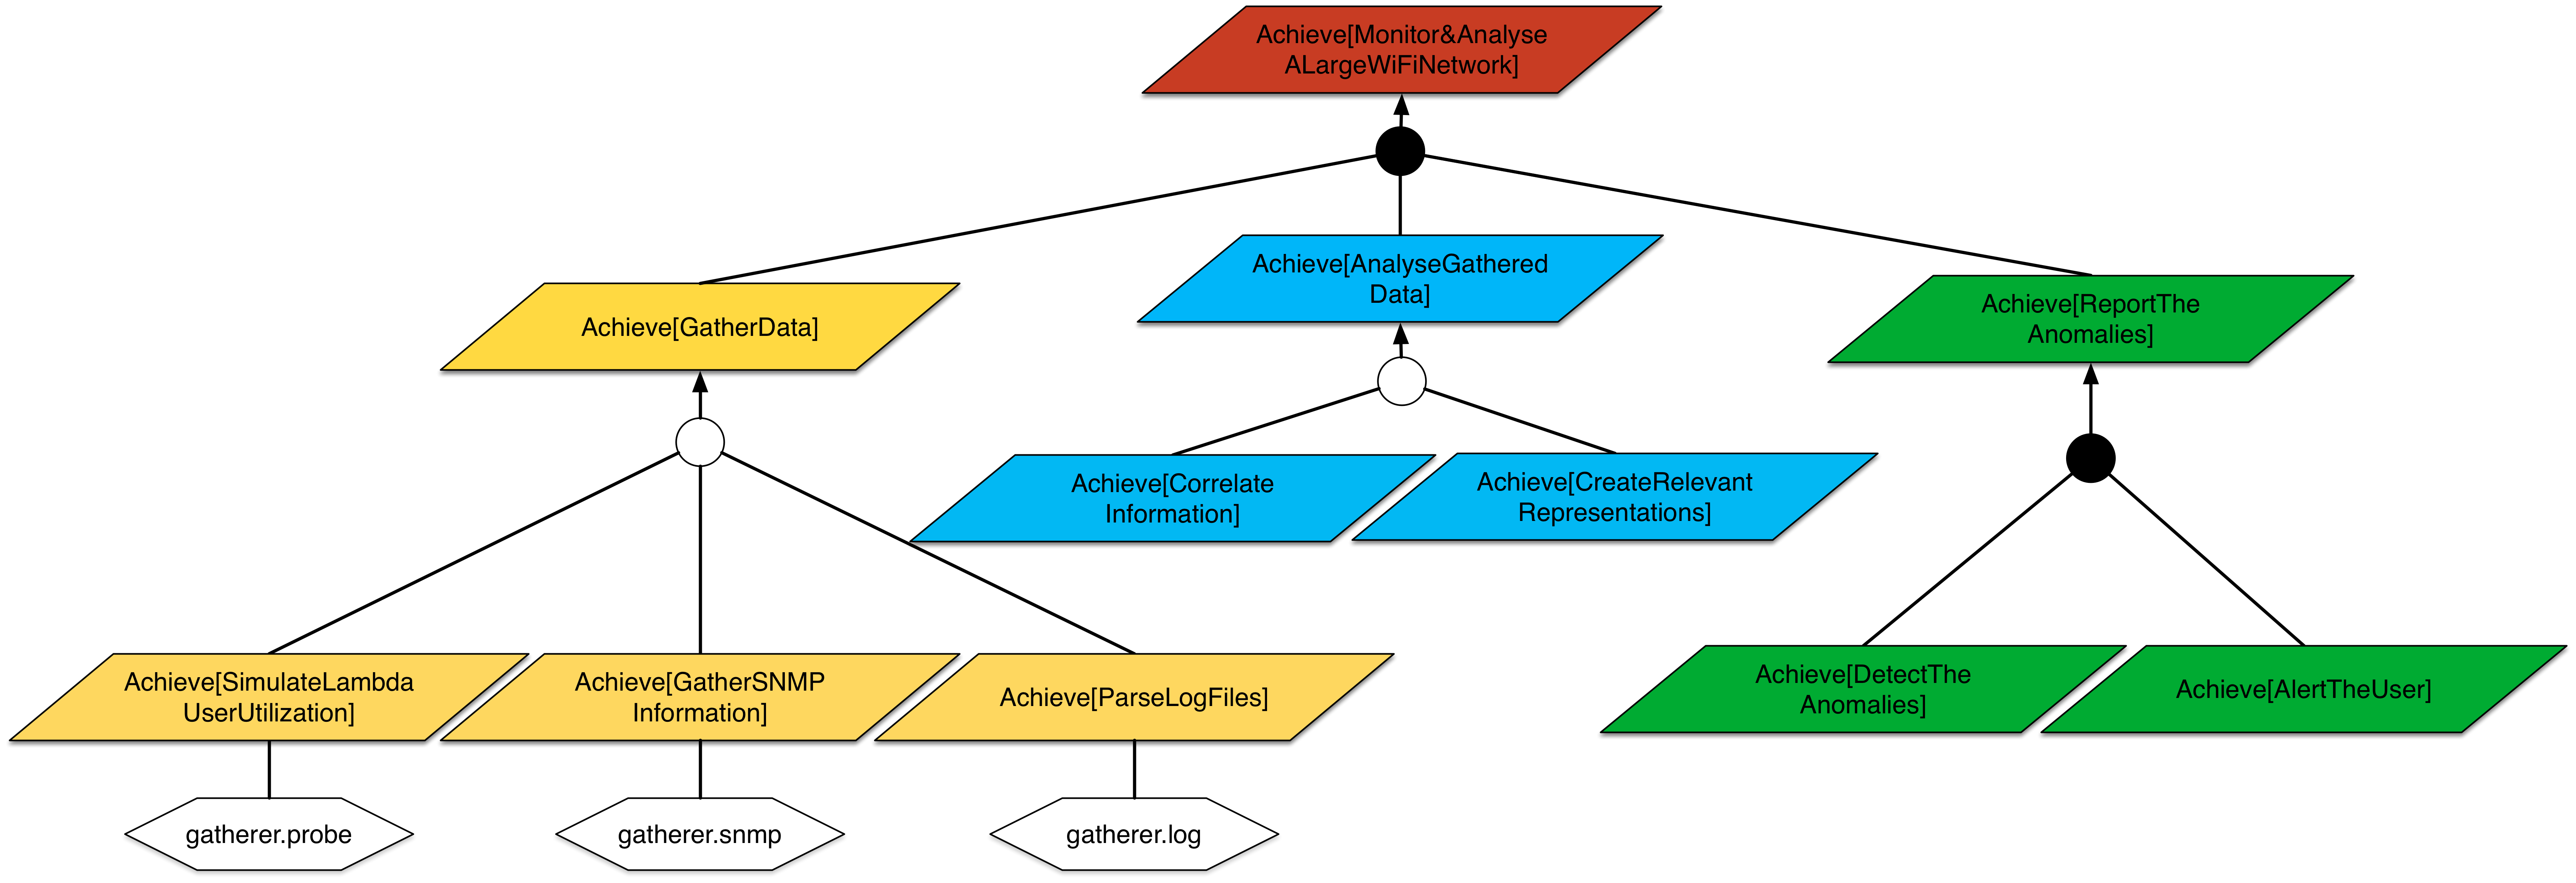 Achieve[Monitor&Analyse
ALargeWiFiNetwork]
Achieve[AnalyseGathered
Data]
Achieve[GatherData]
Achieve[ReportThe
Anomalies]
Achieve[Correlate
Information]
Achieve[CreateRelevant
Representations]
Achieve[SimulateLambda
UserUtilization]
Achieve[GatherSNMP
Information]
Achieve[ParseLogFiles]
Achieve[DetectThe
Anomalies]
Achieve[AlertTheUser]
gatherer.probe
gatherer.snmp
gatherer.log